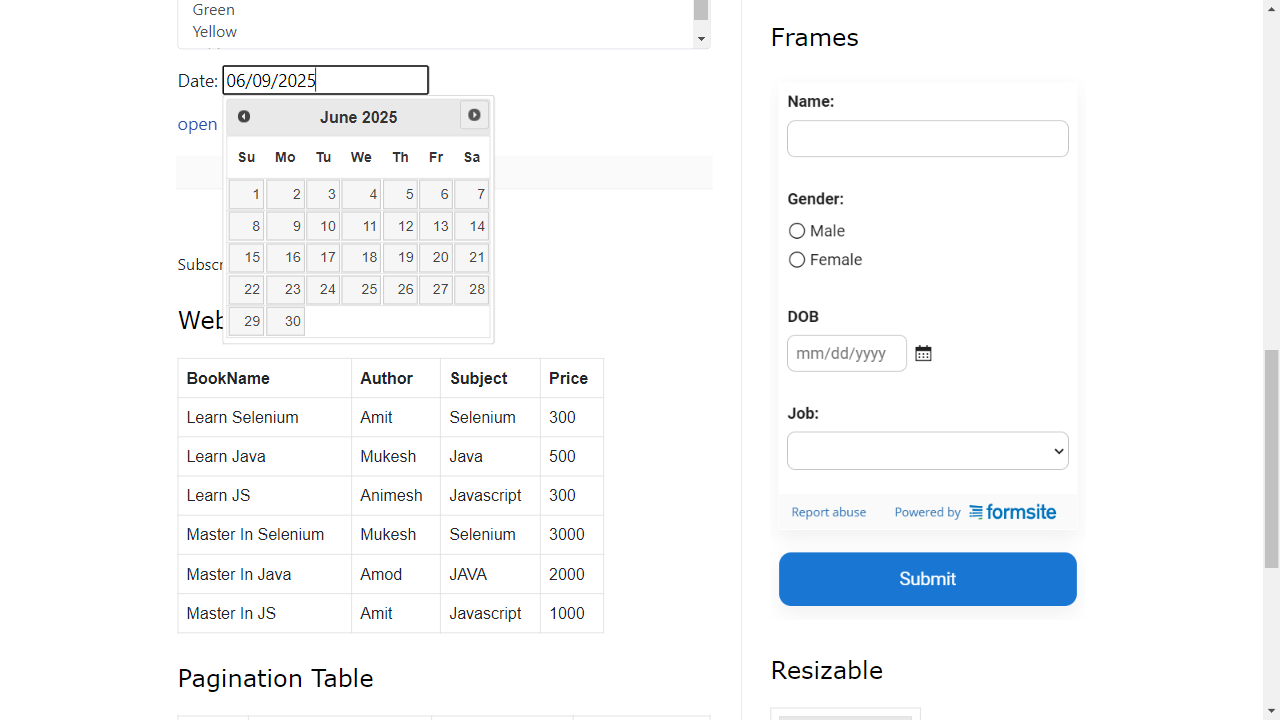 Green
Yellow
Date: 06/09/2025
open
June 2025
Su Mo Tu We Th Fr Sa
1 2 3 4 5 6 7
8 9 10 11 12 13 14
15 16 17 18 19 20 21
22 23 24 25 26 27 28
29 30
Subscr
Web
BookName Author Subject Price
Learn Selenium Amit Selenium 300
Learn Java Mukesh Java 500
Learn JS Animesh Javascript 300
Master In Selenium Mukesh Selenium 3000
Master In Java Amod JAVA 2000
Master In JS Amit Javascript 1000
Pagination Table
Frames
Name:
Gender:
Male
Female
DOB
mm/dd/yyyy
Job:
Report abuse Powered by formsite
Submit
Resizable